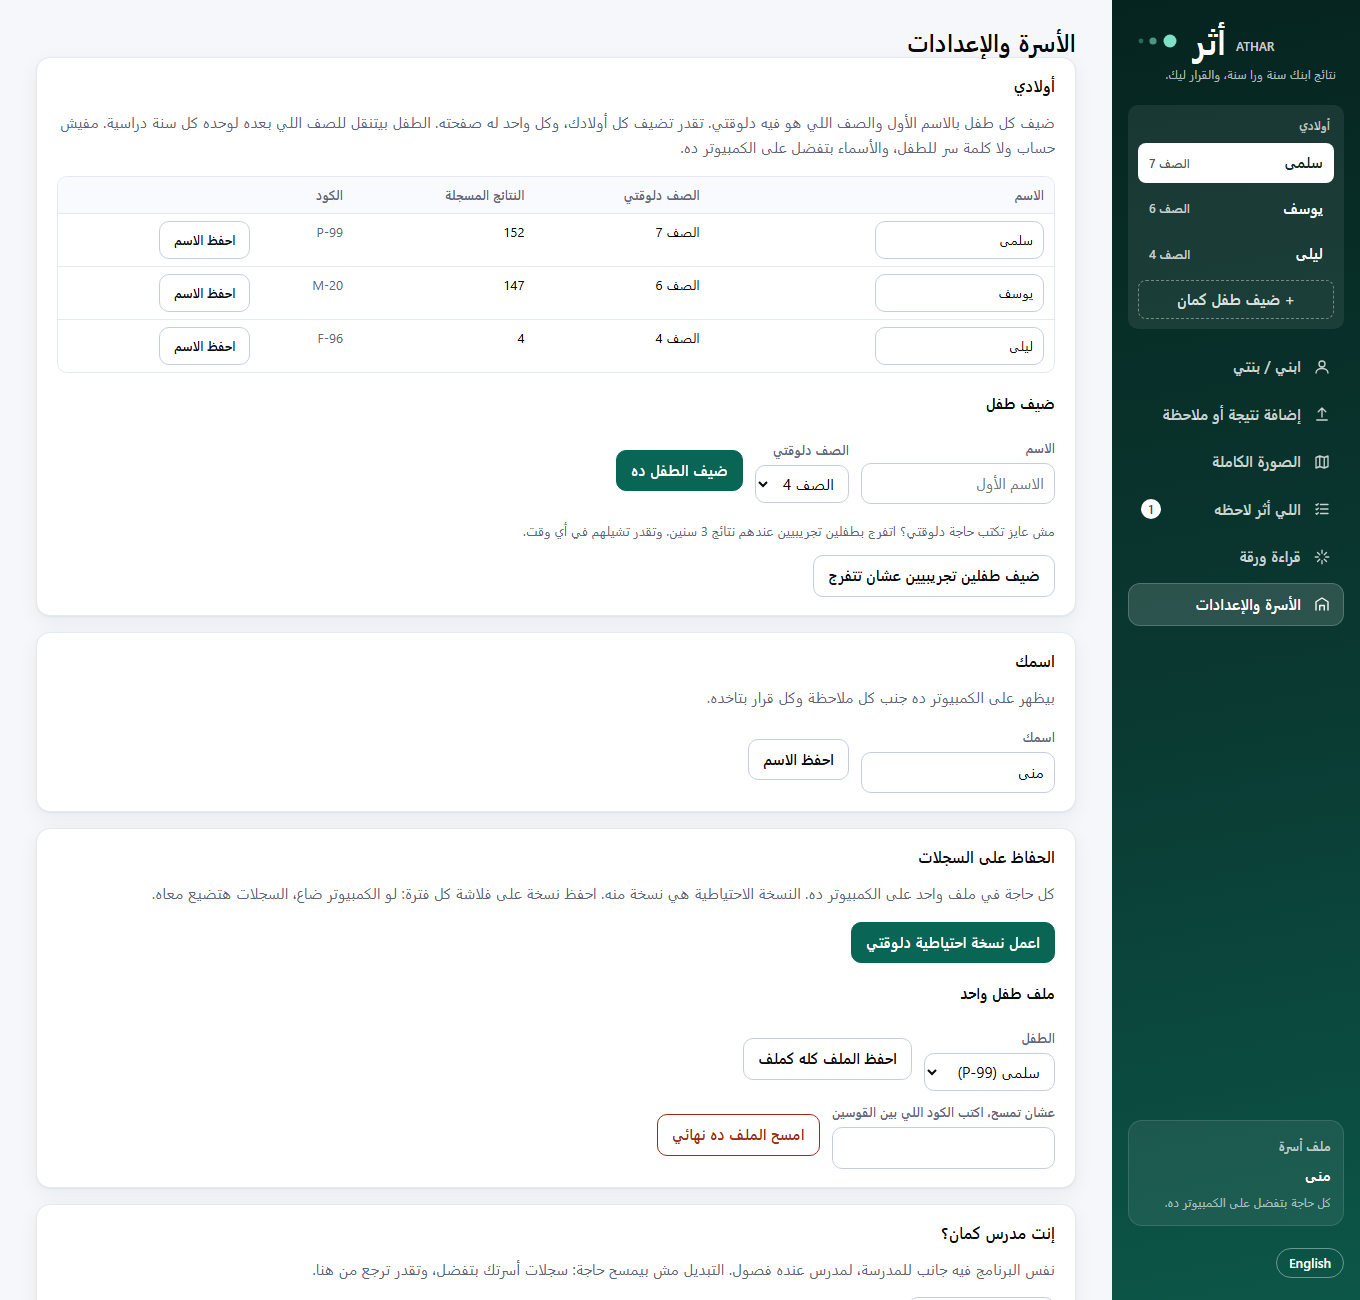 أثر ATHAR
نتائج ابنك سنة ورا سنة، والقرار ليك.
أولادي
سلمى الصف 7
يوسف الصف 6
ليلى الصف 4
+ ضيف طفل كمان
ابني / بنتي
إضافة نتيجة أو ملاحظة
الصورة الكاملة
اللي أثر لاحظه 1
قراءة ورقة
الأسرة والإعدادات
ملف أسرة
منى
كل حاجة بتفضل على الكمبيوتر ده.
English
الأسرة والإعدادات
أولادي
ضيف كل طفل بالاسم الأول والصف اللي هو فيه دلوقتي. تقدر تضيف كل أولادك، وكل واحد له صفحته. الطفل بيتنقل للصف اللي بعده لوحده كل سنة دراسية. مفيش
حساب ولا كلمة سر للطفل، والأسماء بتفضل على الكمبيوتر ده.
الاسم الصف دلوقتي النتائج المسجلة الكود
سلمى الصف 7 152 P-99 احفظ الاسم
يوسف الصف 6 147 M-20 احفظ الاسم
ليلى الصف 4 4 F-96 احفظ الاسم
ضيف طفل
الاسم الصف دلوقتي
الاسم الأول الصف 4 ضيف الطفل ده
مش عايز تكتب حاجة دلوقتي؟ اتفرج بطفلين تجريبيين عندهم نتائج 3 سنين. وتقدر تشيلهم في أي وقت.
ضيف طفلين تجريبيين عشان تتفرج
اسمك
بيظهر على الكمبيوتر ده جنب كل ملاحظة وكل قرار بتاخده.
اسمك
منى احفظ الاسم
الحفاظ على السجلات
كل حاجة في ملف واحد على الكمبيوتر ده. النسخة الاحتياطية هي نسخة منه. احفظ نسخة على فلاشة كل فترة: لو الكمبيوتر ضاع، السجلات هتضيع معاه.
اعمل نسخة احتياطية دلوقتي
ملف طفل واحد
الطفل
سلمى (P-99) احفظ الملف كله كملف
عشان تمسح، اكتب الكود اللي بين القوسين
امسح الملف ده نهائي
إنت مدرس كمان؟
نفس البرنامج فيه جانب للمدرسة، لمدرس عنده فصول. التبديل مش بيمسح حاجة: سجلات أسرتك بتفضل، وتقدر ترجع من هنا.